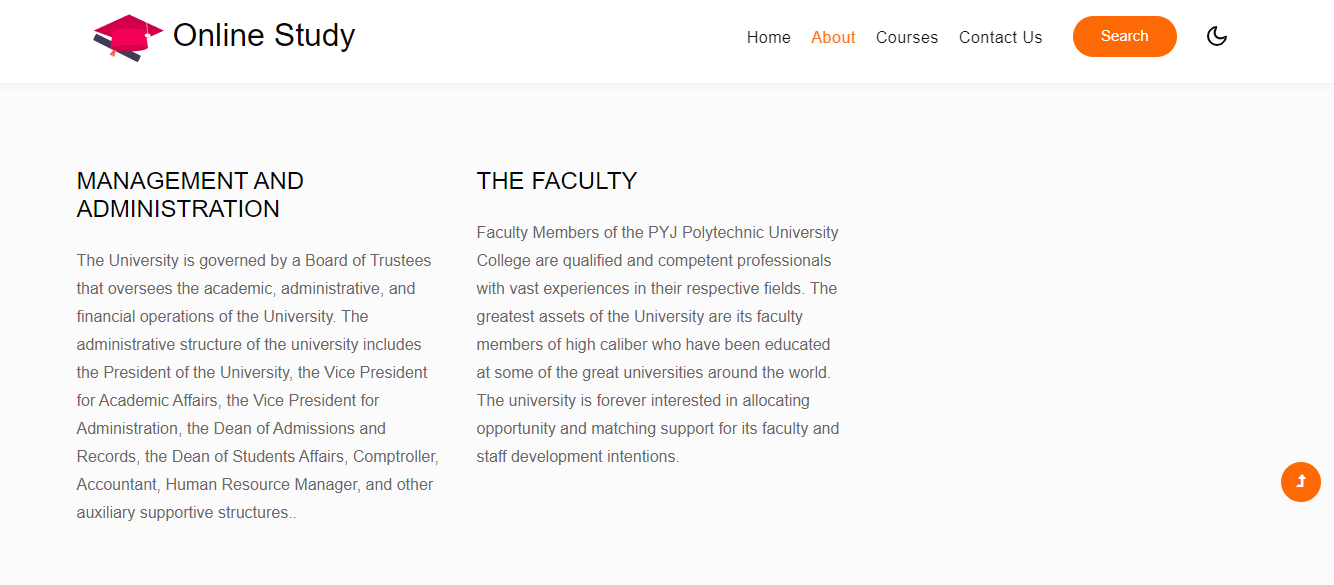 Online Study
Home
About
Courses
Contact Us
Search
MANAGEMENT AND
ADMINISTRATION
The University is governed by a Board of Trustees
that oversees the academic, administrative, and
financial operations of the University. The
administrative structure of the university includes
the President of the University, the Vice President
for Academic Affairs, the Vice President for
Administration, the Dean of Admissions and
Records, the Dean of Students Affairs, Comptroller,
Accountant, Human Resource Manager, and other
auxiliary supportive structures..
THE FACULTY
Faculty Members of the PYJ Polytechnic University
College are qualified and competent professionals
with vast experiences in their respective fields. The
greatest assets of the University are its faculty
members of high caliber who have been educated
at some of the great universities around the world.
The university is forever interested in allocating
opportunity and matching support for its faculty and
staff development intentions.